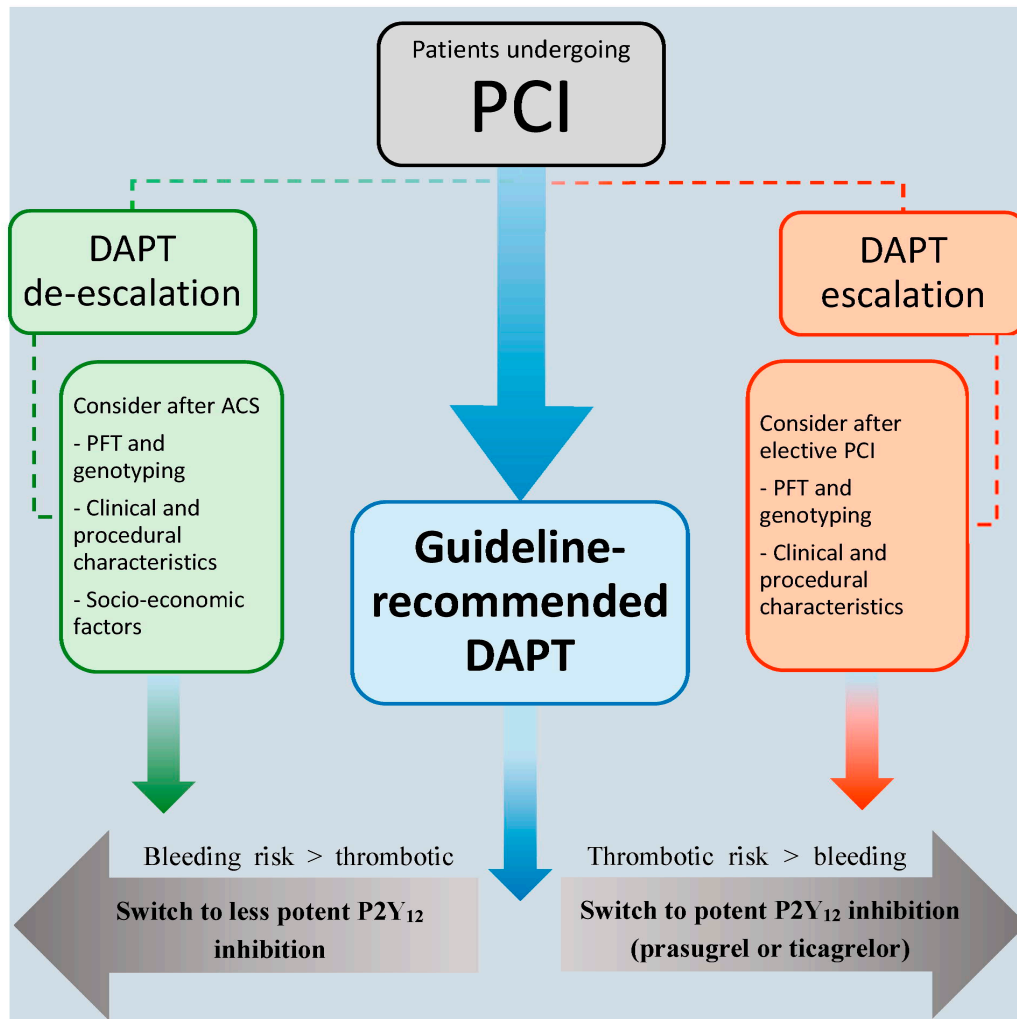 Patients undergoing
PCI
DAPT
de-escalation
DAPT
escalation
Consider after ACS
- PFT and
genotyping
- Clinical and
procedural
characteristics
- Socio-economic
factors
Guideline-
recommended
DAPT
Consider after
elective PCI
- PFT and
genotyping
- Clinical and
procedural
characteristics
Bleeding risk > thrombotic
Switch to less potent P2Y₁₂
inhibition
Thrombotic risk > bleeding
Switch to potent P2Y₁₂ inhibition
(prasugrel or ticagrelor)